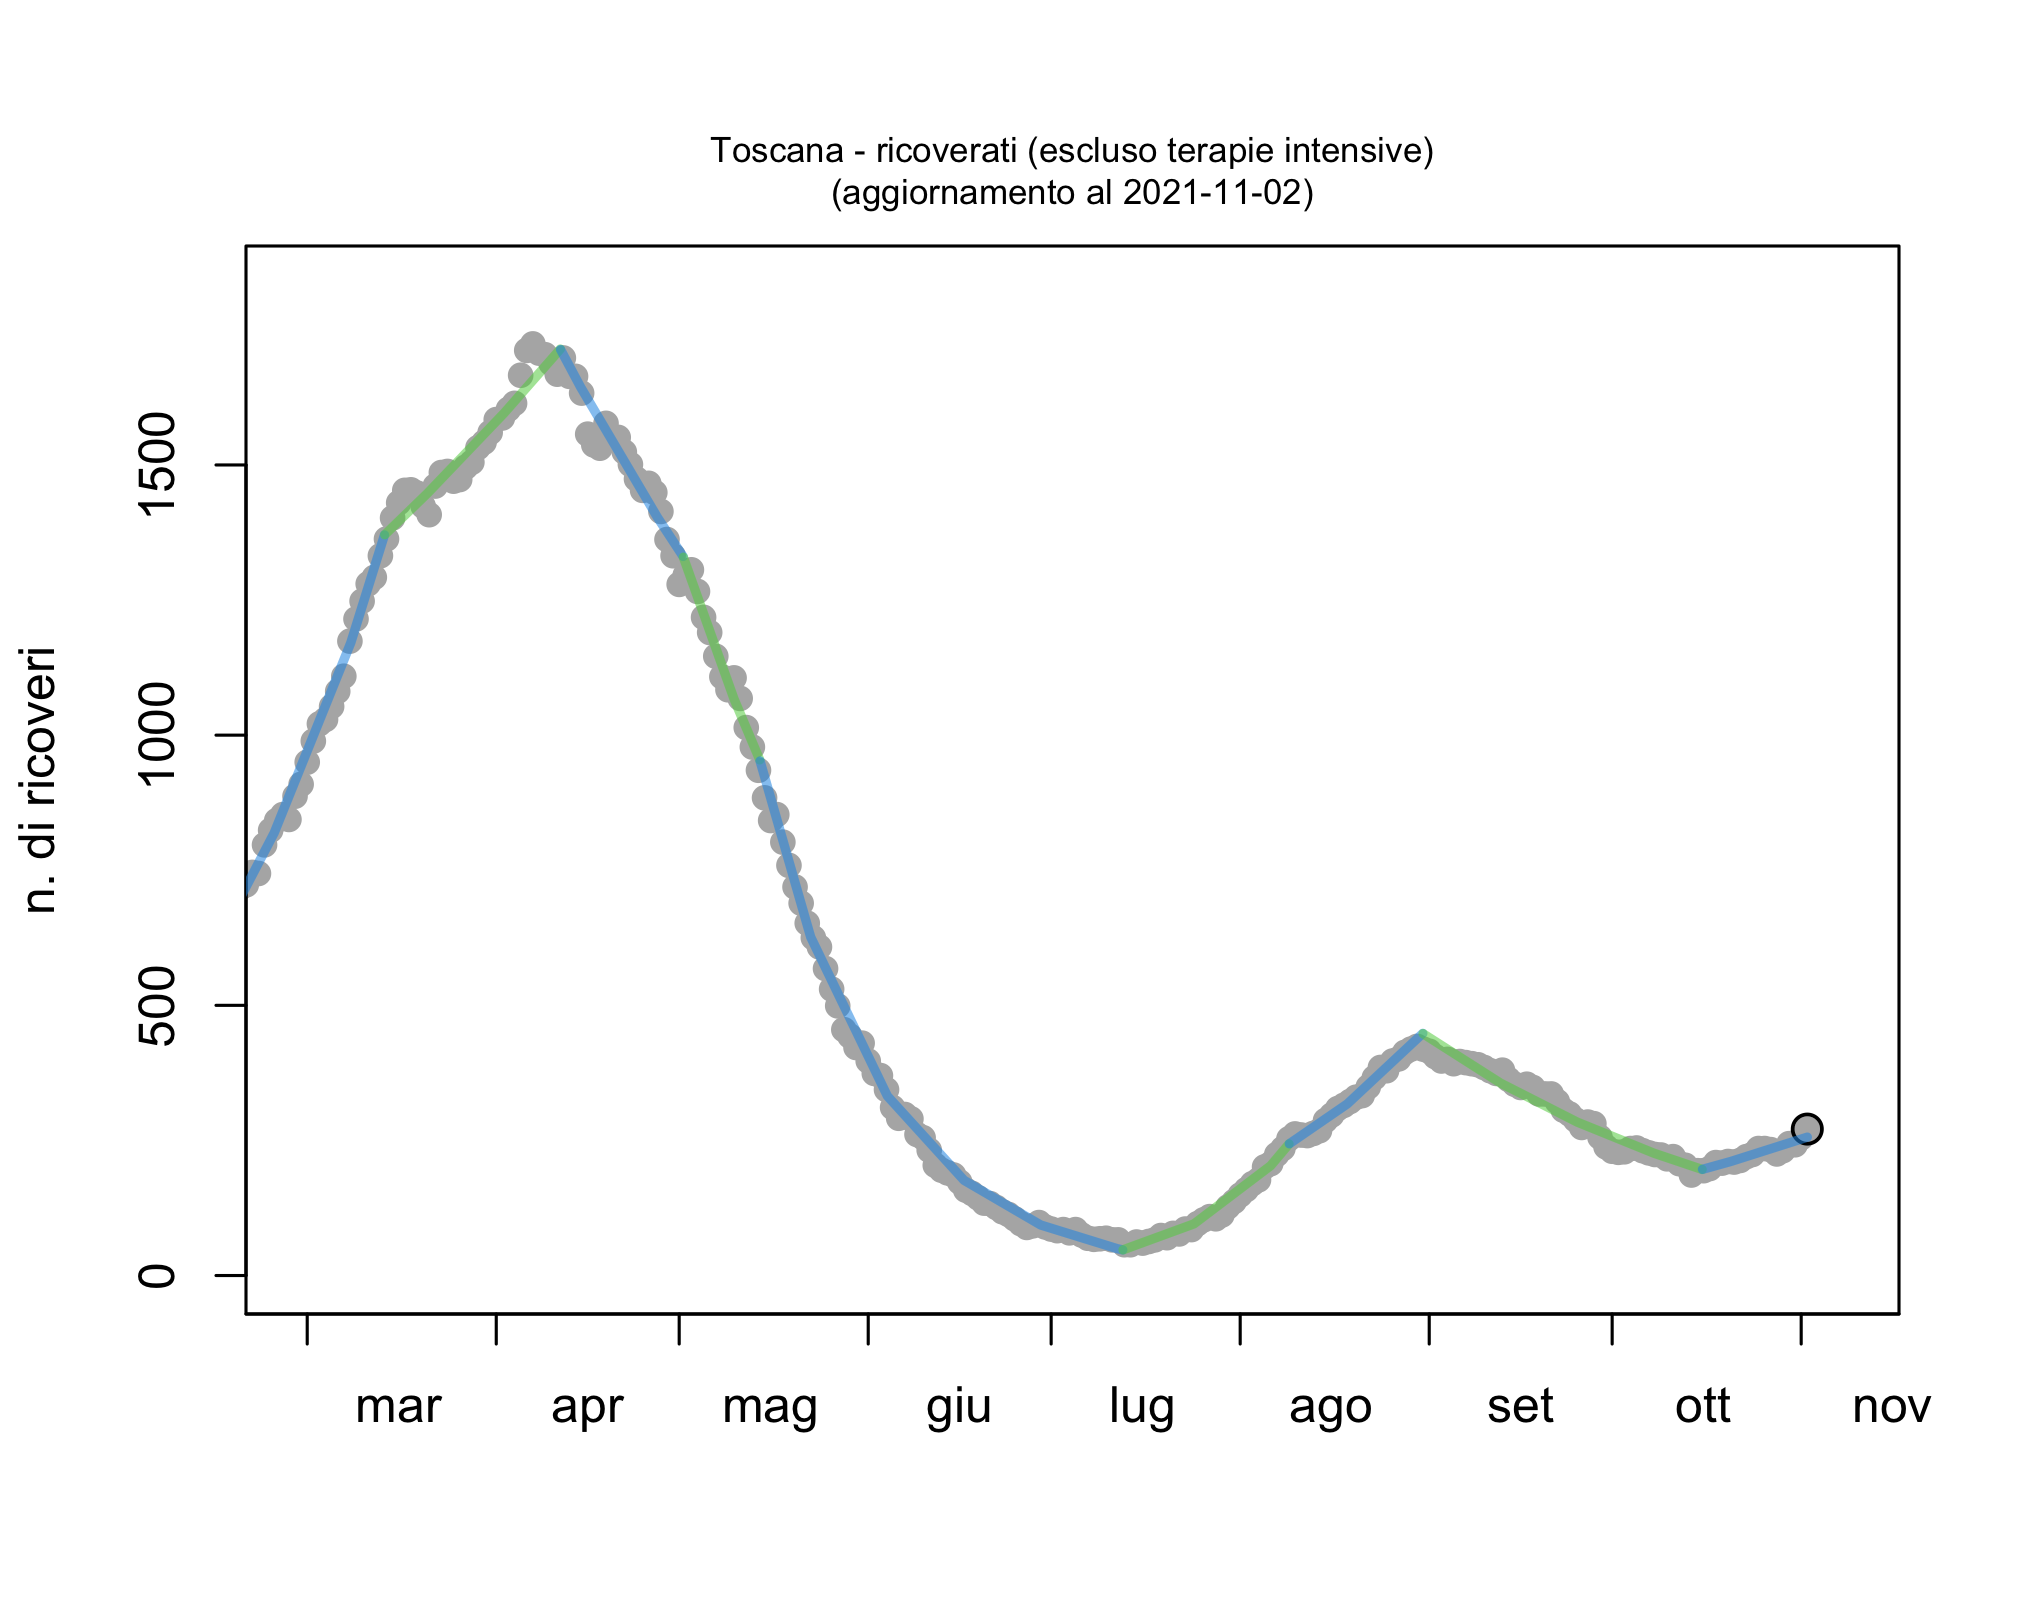 Toscana - ricoverati (escluso terapie intensive)
(aggiornamento al 2021-11-02)
n. di ricoveri
1500
1000
500
0
mar apr mag giu lug ago set ott nov